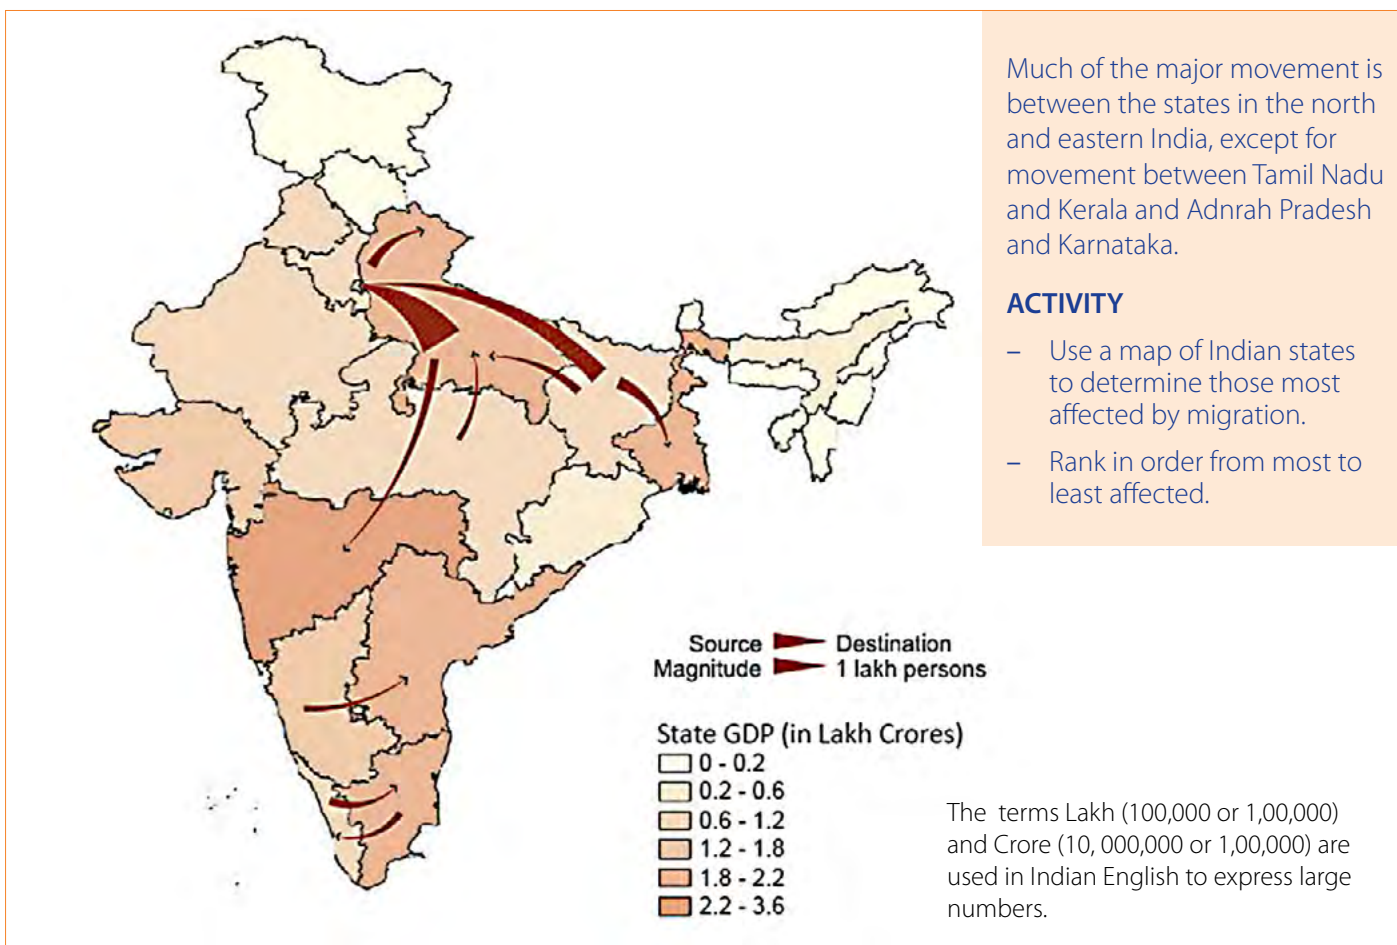 Much of the major movement is
between the states in the north
and eastern India, except for
movement between Tamil Nadu
and Kerala and Adnrah Pradesh
and Karnataka.
ACTIVITY
– Use a map of Indian states
to determine those most
affected by migration.
– Rank in order from most to
least affected.
Source Destination
Magnitude 1 lakh persons
State GDP (in Lakh Crores)
0 - 0.2
0.2 - 0.6
0.6 - 1.2
1.2 - 1.8
1.8 - 2.2
2.2 - 3.6
The terms Lakh (100,000 or 1,00,000)
and Crore (10, 000,000 or 1,00,000) are
used in Indian English to express large
numbers.